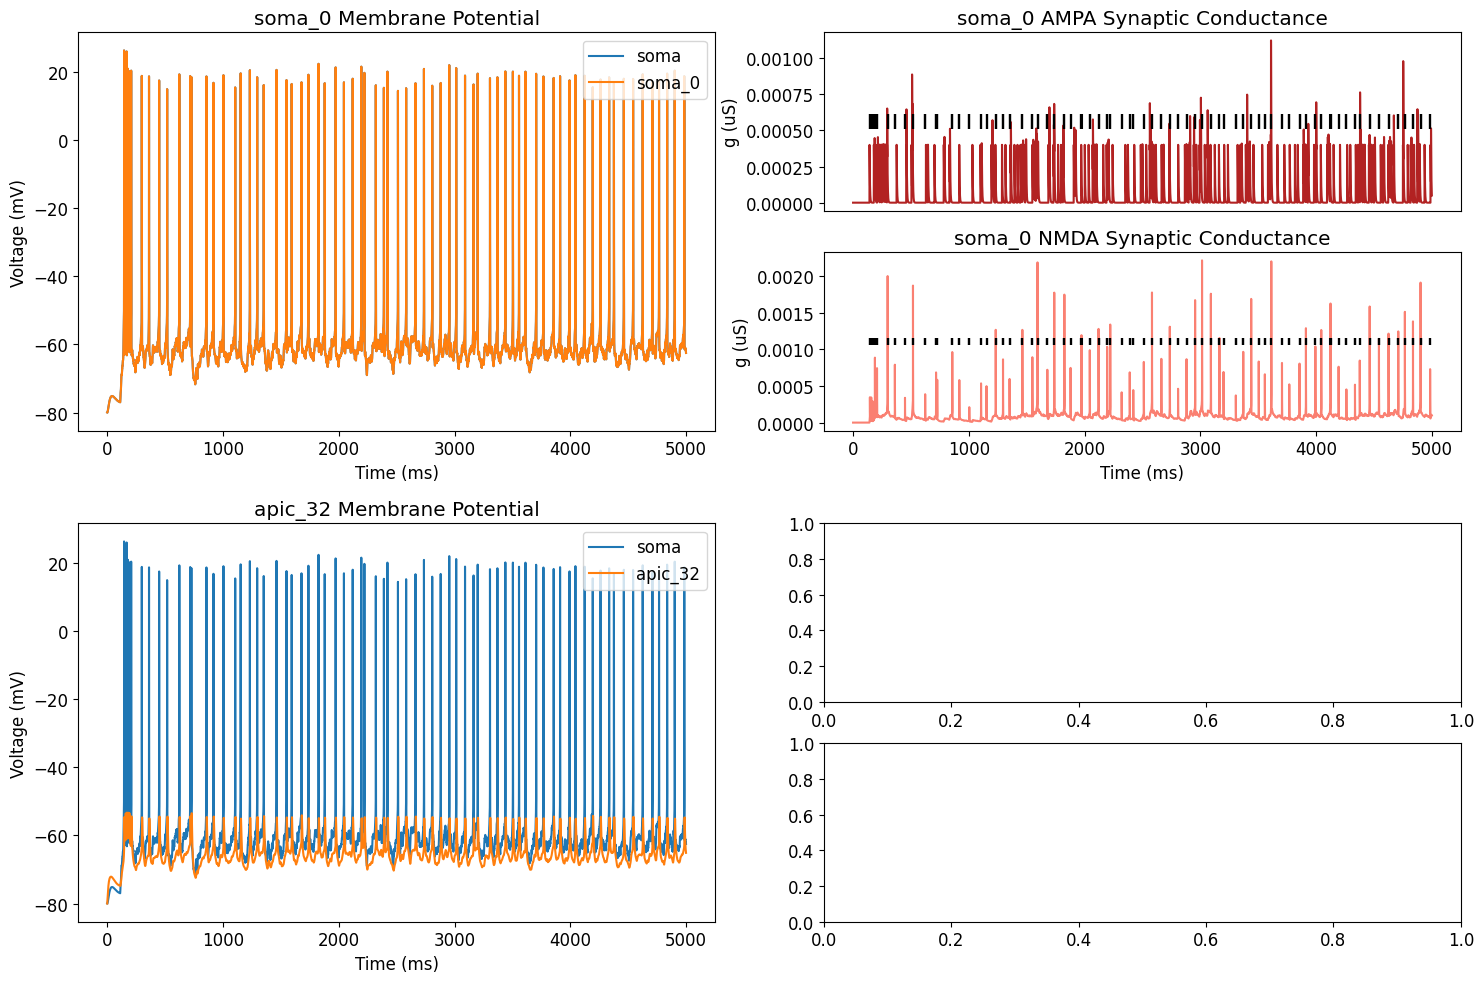 soma_0 Membrane Potential
20
0
−20
−40
−60
−80
Voltage (mV)
soma
soma_0
0 1000 2000 3000 4000 5000
Time (ms)
soma_0 AMPA Synaptic Conductance
0.00100
0.00075
0.00050
0.00025
0.00000
g (uS)
soma_0 NMDA Synaptic Conductance
0.0020
0.0015
0.0010
0.0005
0.0000
g (uS)
0 1000 2000 3000 4000 5000
Time (ms)
apic_32 Membrane Potential
20
0
−20
−40
−60
−80
Voltage (mV)
soma
apic_32
0 1000 2000 3000 4000 5000
Time (ms)
1.0
0.8
0.6
0.4
0.2
0.0
0.0 0.2 0.4 0.6 0.8 1.0
1.0
0.8
0.6
0.4
0.2
0.0
0.0 0.2 0.4 0.6 0.8 1.0